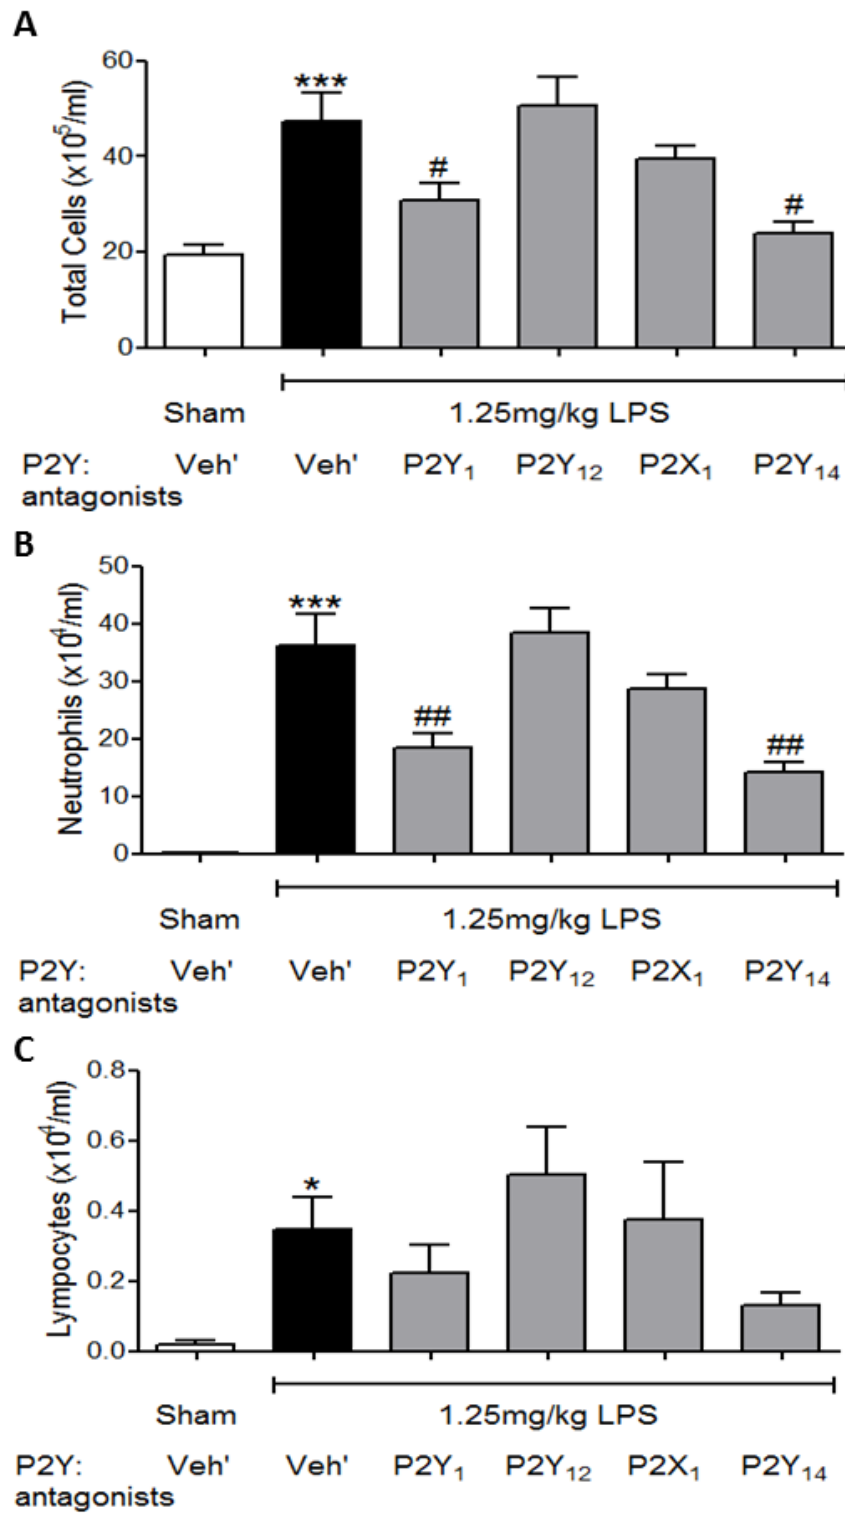 A
Total Cells (x10⁵/ml)
60
40
20
0
***
#
#
Sham
1.25mg/kg LPS
P2Y: Veh' Veh' P2Y₁ P2Y₁₂ P2X₁ P2Y₁₄
antagonists
B
Neutrophils (x10⁴/ml)
50
40
30
20
10
0
***
##
##
Sham
1.25mg/kg LPS
P2Y: Veh' Veh' P2Y₁ P2Y₁₂ P2X₁ P2Y₁₄
antagonists
C
Lympocytes (x10⁴/ml)
0.8
0.6
0.4
0.2
0.0
*
Sham
1.25mg/kg LPS
P2Y: Veh' Veh' P2Y₁ P2Y₁₂ P2X₁ P2Y₁₄
antagonists